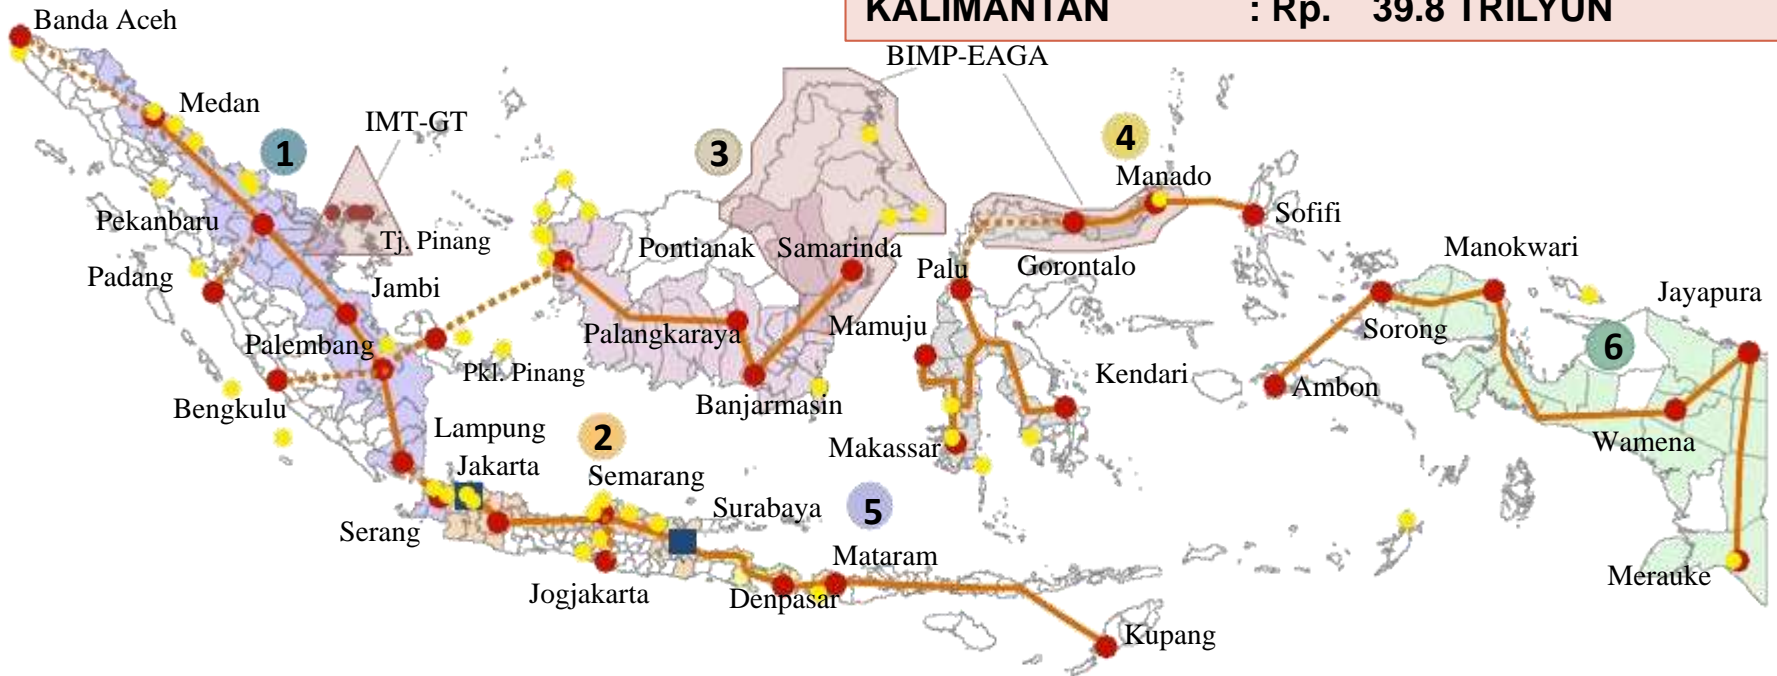 KALIMANTAN : Rp. 39.8 TRILYUN
Banda Aceh
BIMP-EAGA
Medan
IMT-GT
1
3
4
Manado
Pekanbaru
Tj. Pinang
Pontianak
Samarinda
Sofifi
Manokwari
Padang
Jambi
Palu
Gorontalo
Jayapura
Palembang
Palangkaraya
Mamuju
Sorong
6
Pkl. Pinang
Kendari
Ambon
Bengkulu
Banjarmasin
Lampung
2
Makassar
Wamena
Jakarta
Semarang
Serang
Surabaya
5
Mataram
Jogjakarta
Denpasar
Merauke
Kupang